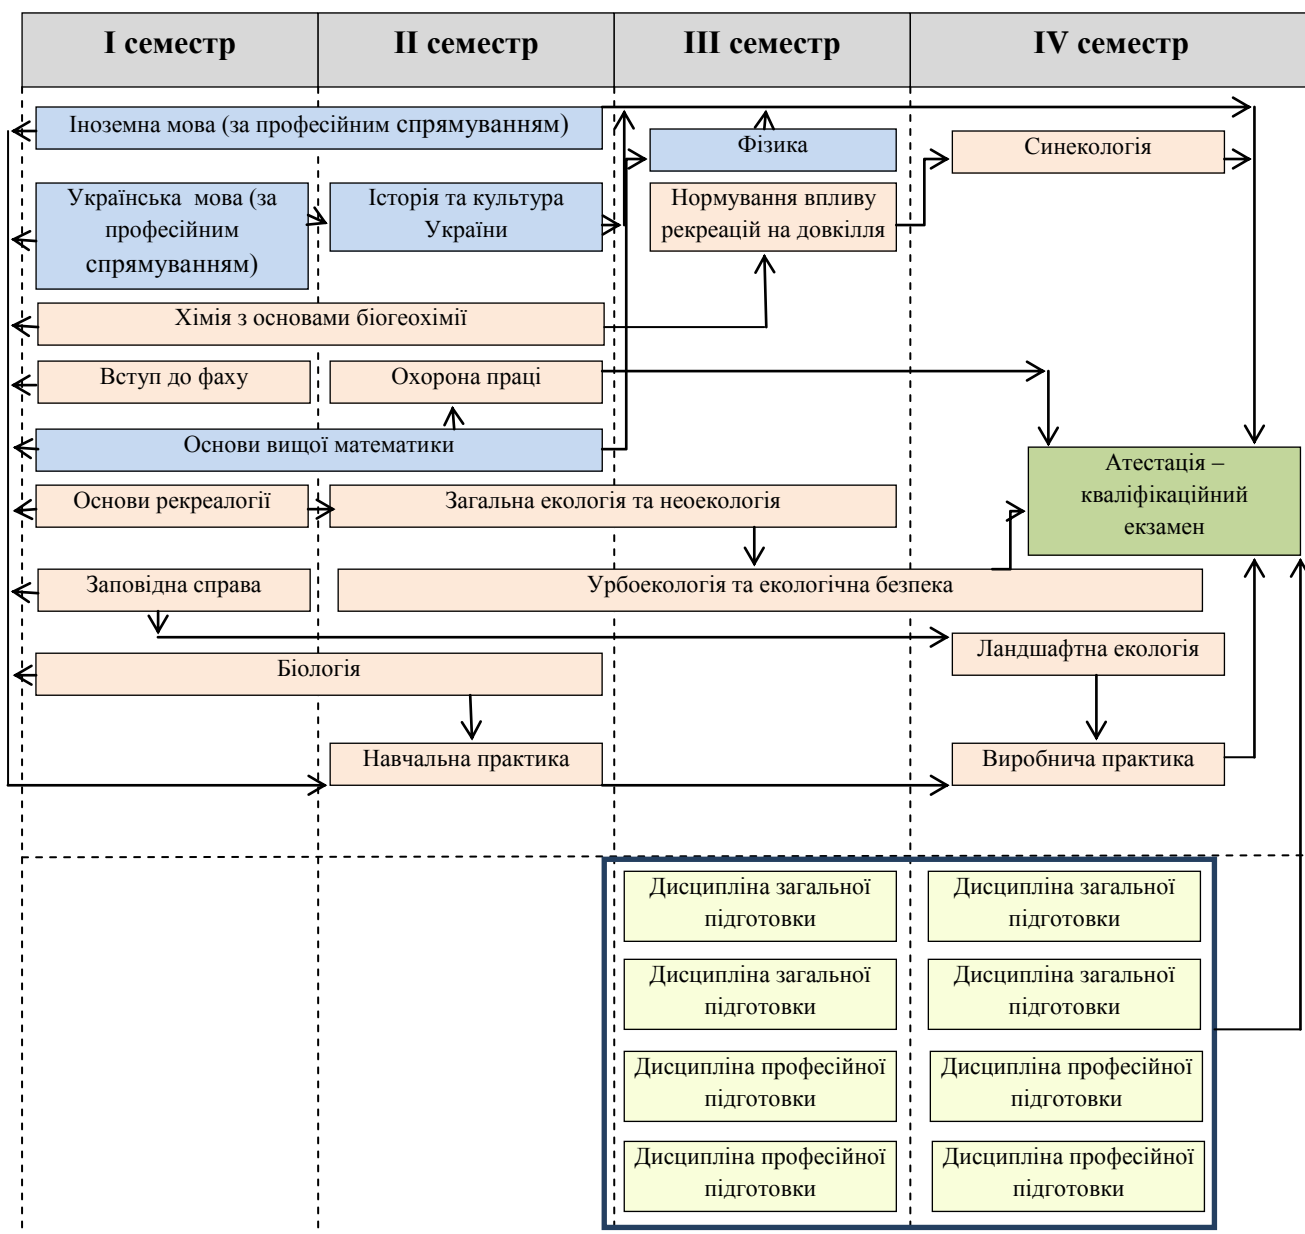 І семестр
ІІ семестр
ІІІ семестр
ІV семестр
Іноземна мова (за професійним спрямуванням)
Фізика
Синекологія
Українська мова (за
професійним
спрямуванням)
Історія та культура
України
Нормування впливу
рекреацій на довкілля
Хімія з основами біогеохімії
Вступ до фаху
Охорона праці
Основи вищої математики
Атестація –
кваліфікаційний
екзамен
Основи рекреалогії
Загальна екологія та неоекологія
Заповідна справа
Урбоекологія та екологічна безпека
Біологія
Ландшафтна екологія
Навчальна практика
Виробнича практика
Дисципліна загальної
підготовки
Дисципліна загальної
підготовки
Дисципліна загальної
підготовки
Дисципліна загальної
підготовки
Дисципліна професійної
підготовки
Дисципліна професійної
підготовки
Дисципліна професійної
підготовки
Дисципліна професійної
підготовки